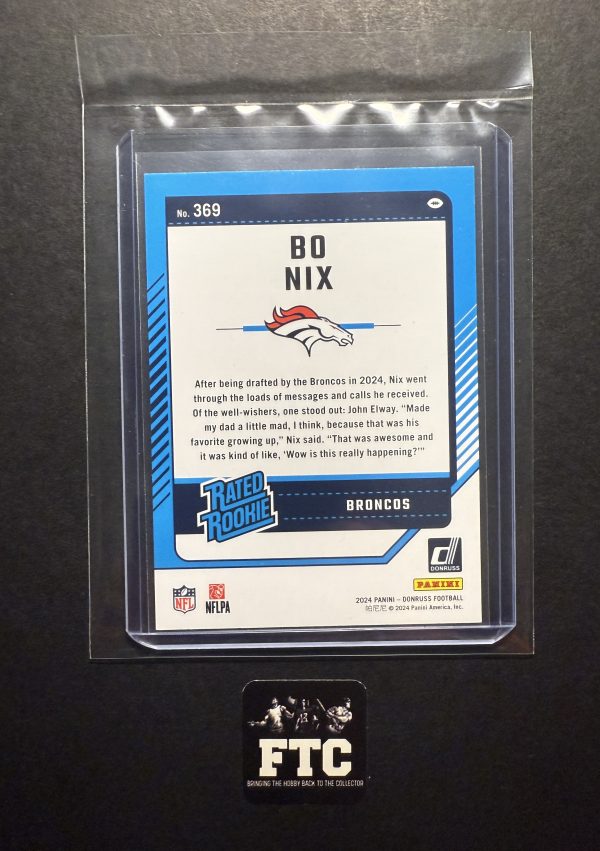 No. 369
BO
NIX
After being drafted by the Broncos in 2024, Nix went
through the loads of messages and calls he received.
Of the well-wishers, one stood out: John Elway. “Made
my dad a little mad, I think, because that was his
favorite growing up,” Nix said. “That was awesome and
it was kind of like, ‘Wow is this really happening?’”
RATED
ROOKIE
BRONCOS
DONRUSS
PANINI
NFL
NFLPA
2024 PANINI – DONRUSS FOOTBALL
帕尼尼 © 2024 Panini America, Inc.
FTC
BRINGING THE HOBBY BACK TO THE COLLECTOR